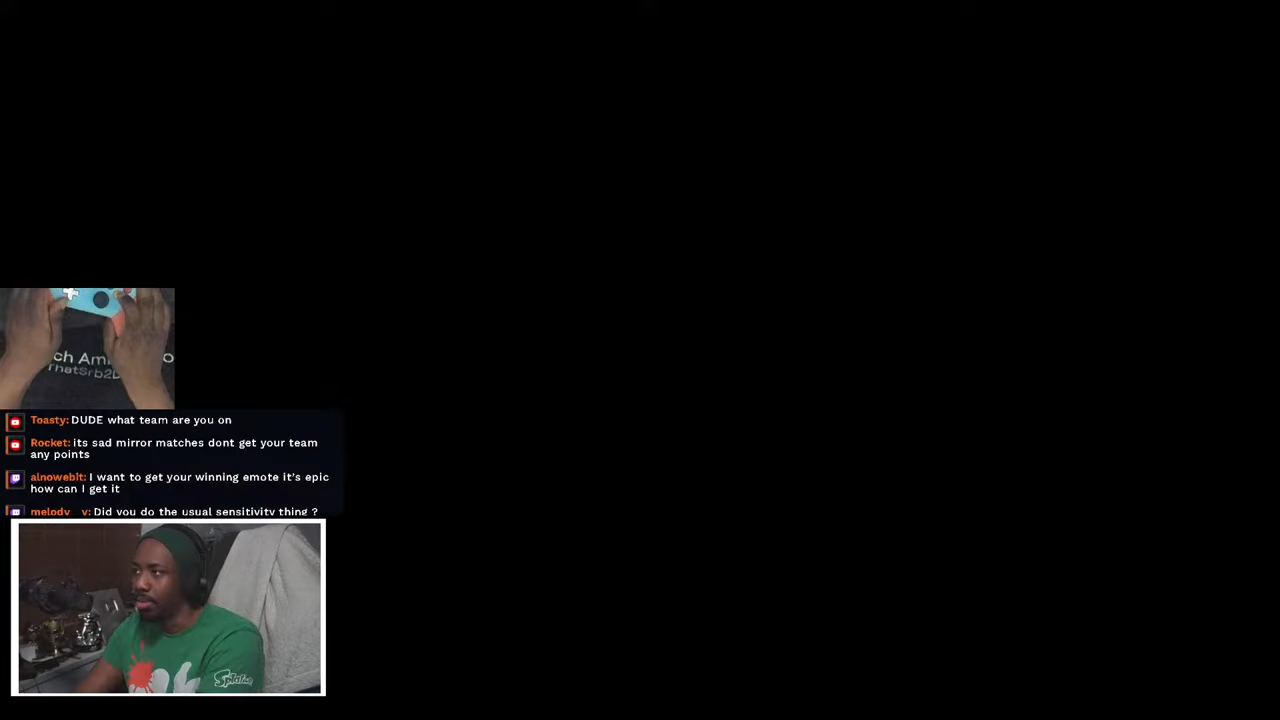 ch Am
hatSrb2D
Toasty: DUDE what team are you on
Rocket: its sad mirror matches dont get your team
any points
alnowebit: I want to get your winning emote it's epic
how can I get it
melody__y: Did you do the usual sensitivity thing ?